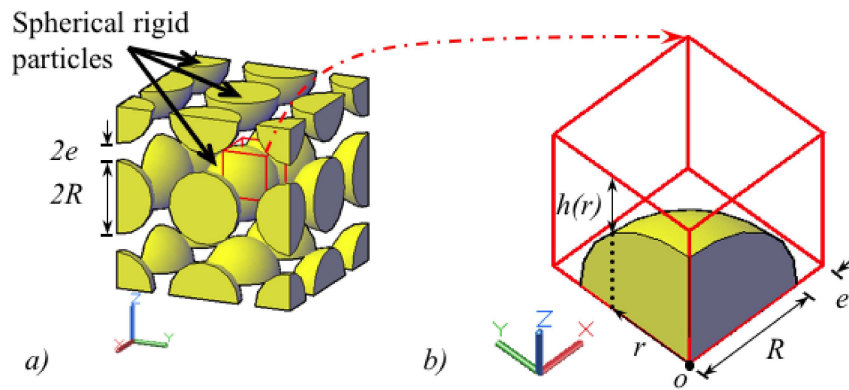 Spherical rigid
particles
2e
2R
Z
X
Y
a)
h(r)
e
Y
Z
X
r
R
o
b)